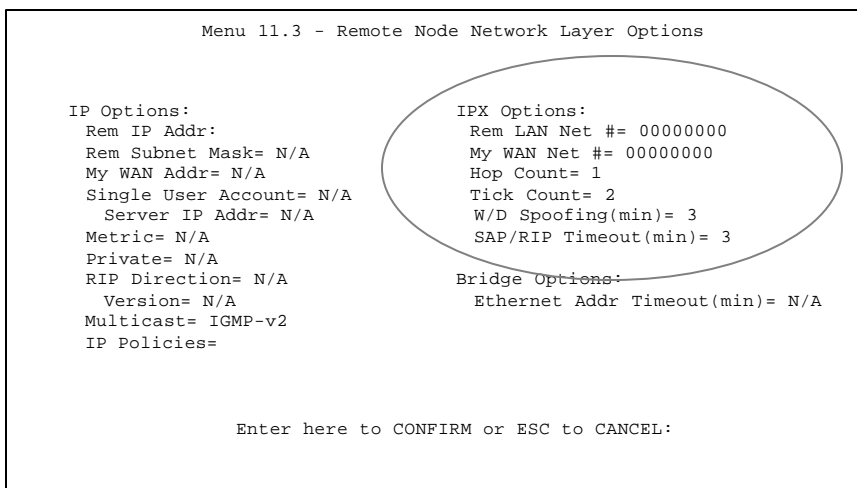 Menu 11.3 - Remote Node Network Layer Options
IP Options:
Rem IP Addr:
Rem Subnet Mask= N/A
My WAN Addr= N/A
Single User Account= N/A
Server IP Addr= N/A
Metric= N/A
Private= N/A
RIP Direction= N/A
Version= N/A
Multicast= IGMP-v2
IP Policies=
IPX Options:
Rem LAN Net #= 00000000
My WAN Net #= 00000000
Hop Count= 1
Tick Count= 2
W/D Spoofing(min)= 3
SAP/RIP Timeout(min)= 3
Bridge Options:
Ethernet Addr Timeout(min)= N/A
Enter here to CONFIRM or ESC to CANCEL: